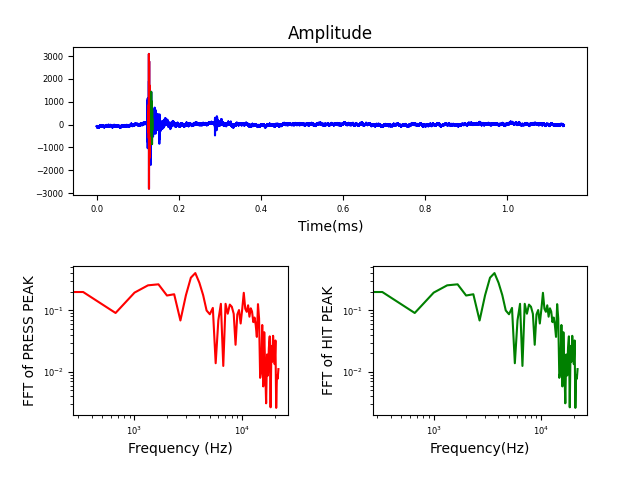 Amplitude
3000
2000
1000
0
−1000
−2000
−3000
0.0 0.2 0.4 0.6 0.8 1.0
Time(ms)
FFT of PRESS PEAK
10⁻¹
10⁻²
10³ 10⁴
Frequency (Hz)
FFT of HIT PEAK
10⁻¹
10⁻²
10³ 10⁴
Frequency(Hz)